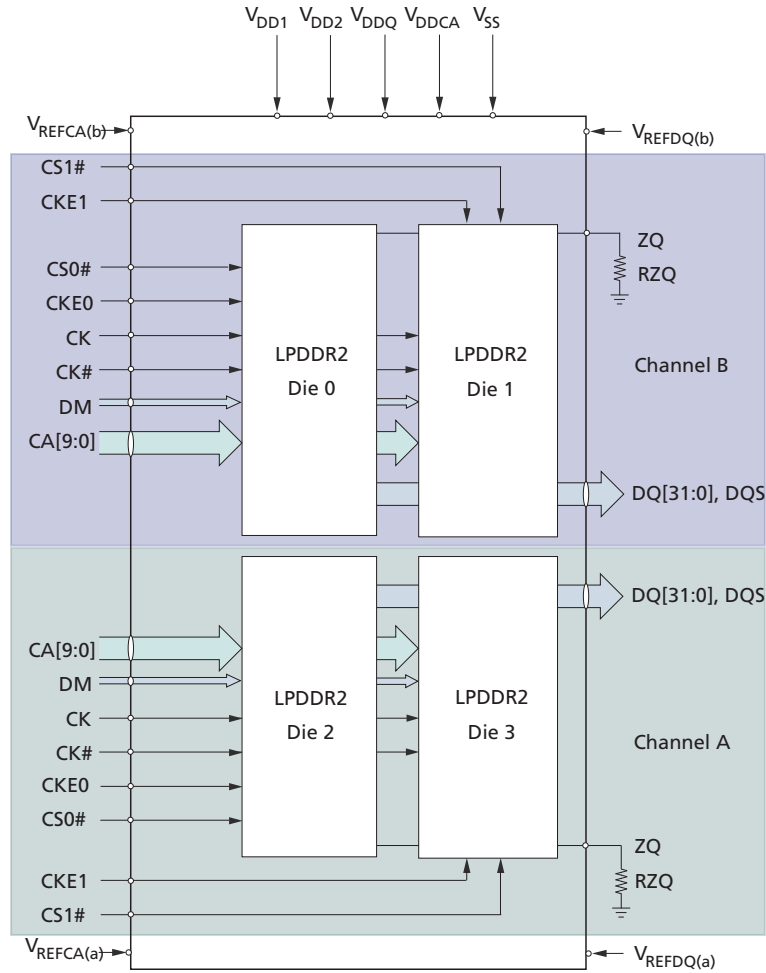 VDD1 VDD2 VDDQ VDDCA VSS
VREFCA(b)
VREFDQ(b)
CS1#
CKE1
ZQ
CS0#
RZQ
CKE0
CK
LPDDR2
Die 0
LPDDR2
Die 1
Channel B
CK#
DM
CA[9:0]
DQ[31:0], DQS
DQ[31:0], DQS
CA[9:0]
DM
LPDDR2
Die 2
LPDDR2
Die 3
CK
Channel A
CK#
CKE0
CS0#
ZQ
CKE1
RZQ
CS1#
VREFCA(a)
VREFDQ(a)